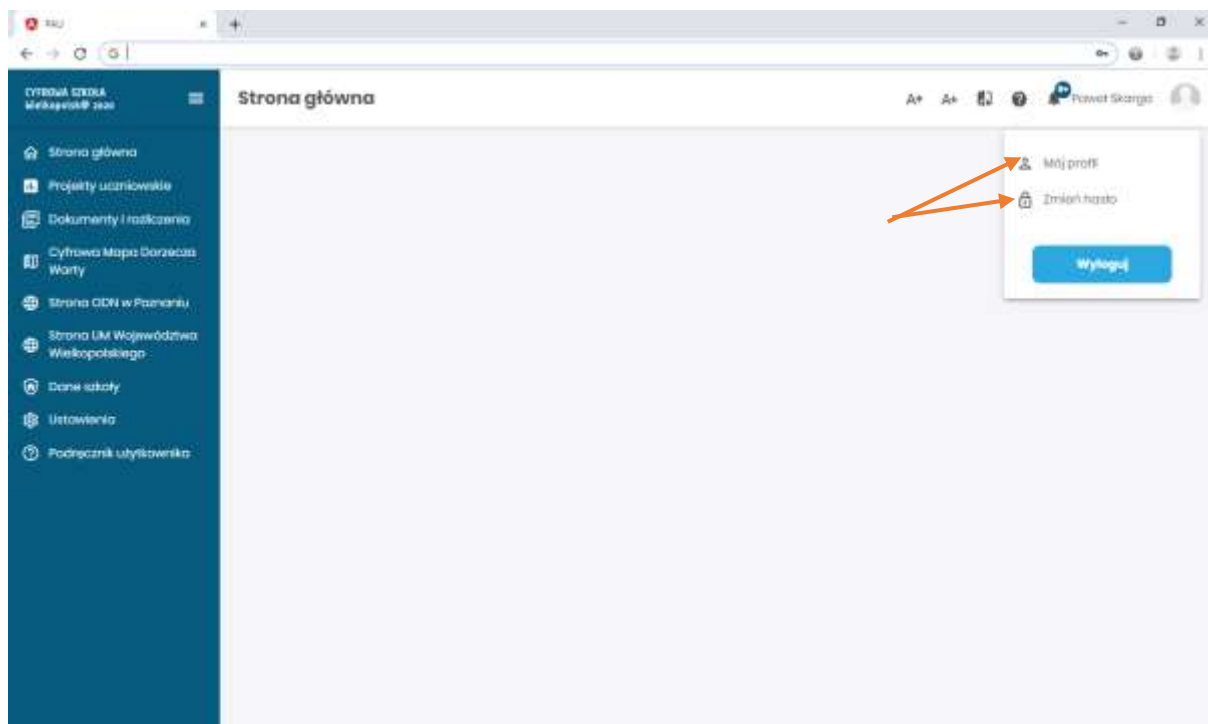 CYFROWA SZKOŁA
Wielkopolsk@ 2020
Strona główna
A+ A+
Paweł Skarga
Strona główna
Projekty uczniowskie
Dokumenty i rozliczenia
Cyfrowa Mapa Dorzecza
Warty
Strona ODN w Poznaniu
Strona UM Województwa
Wielkopolskiego
Dane szkoły
Ustawienia
Podręcznik użytkownika
Mój profil
Zmień hasło
Wyloguj